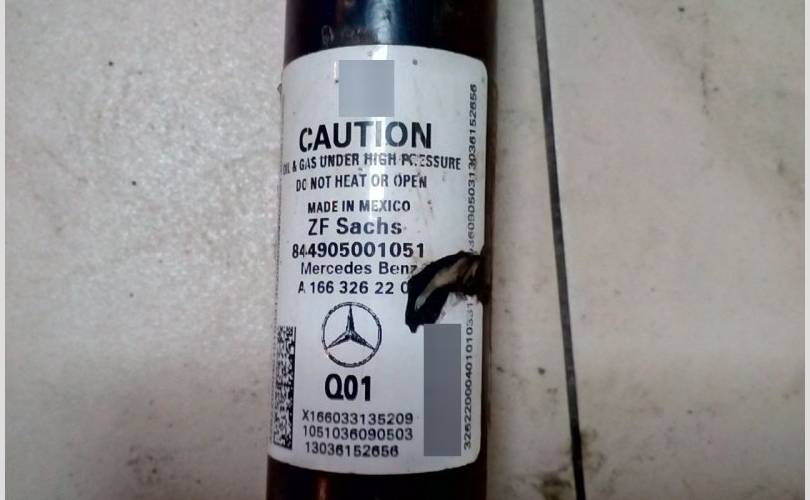 CAUTION
OIL & GAS UNDER HIGH PRESSURE
DO NOT HEAT OR OPEN
MADE IN MEXICO
ZF Sachs
844905001051
Mercedes Benz
A 166 326 22 0
Q01
X166033135209
1051036090503
13036152656